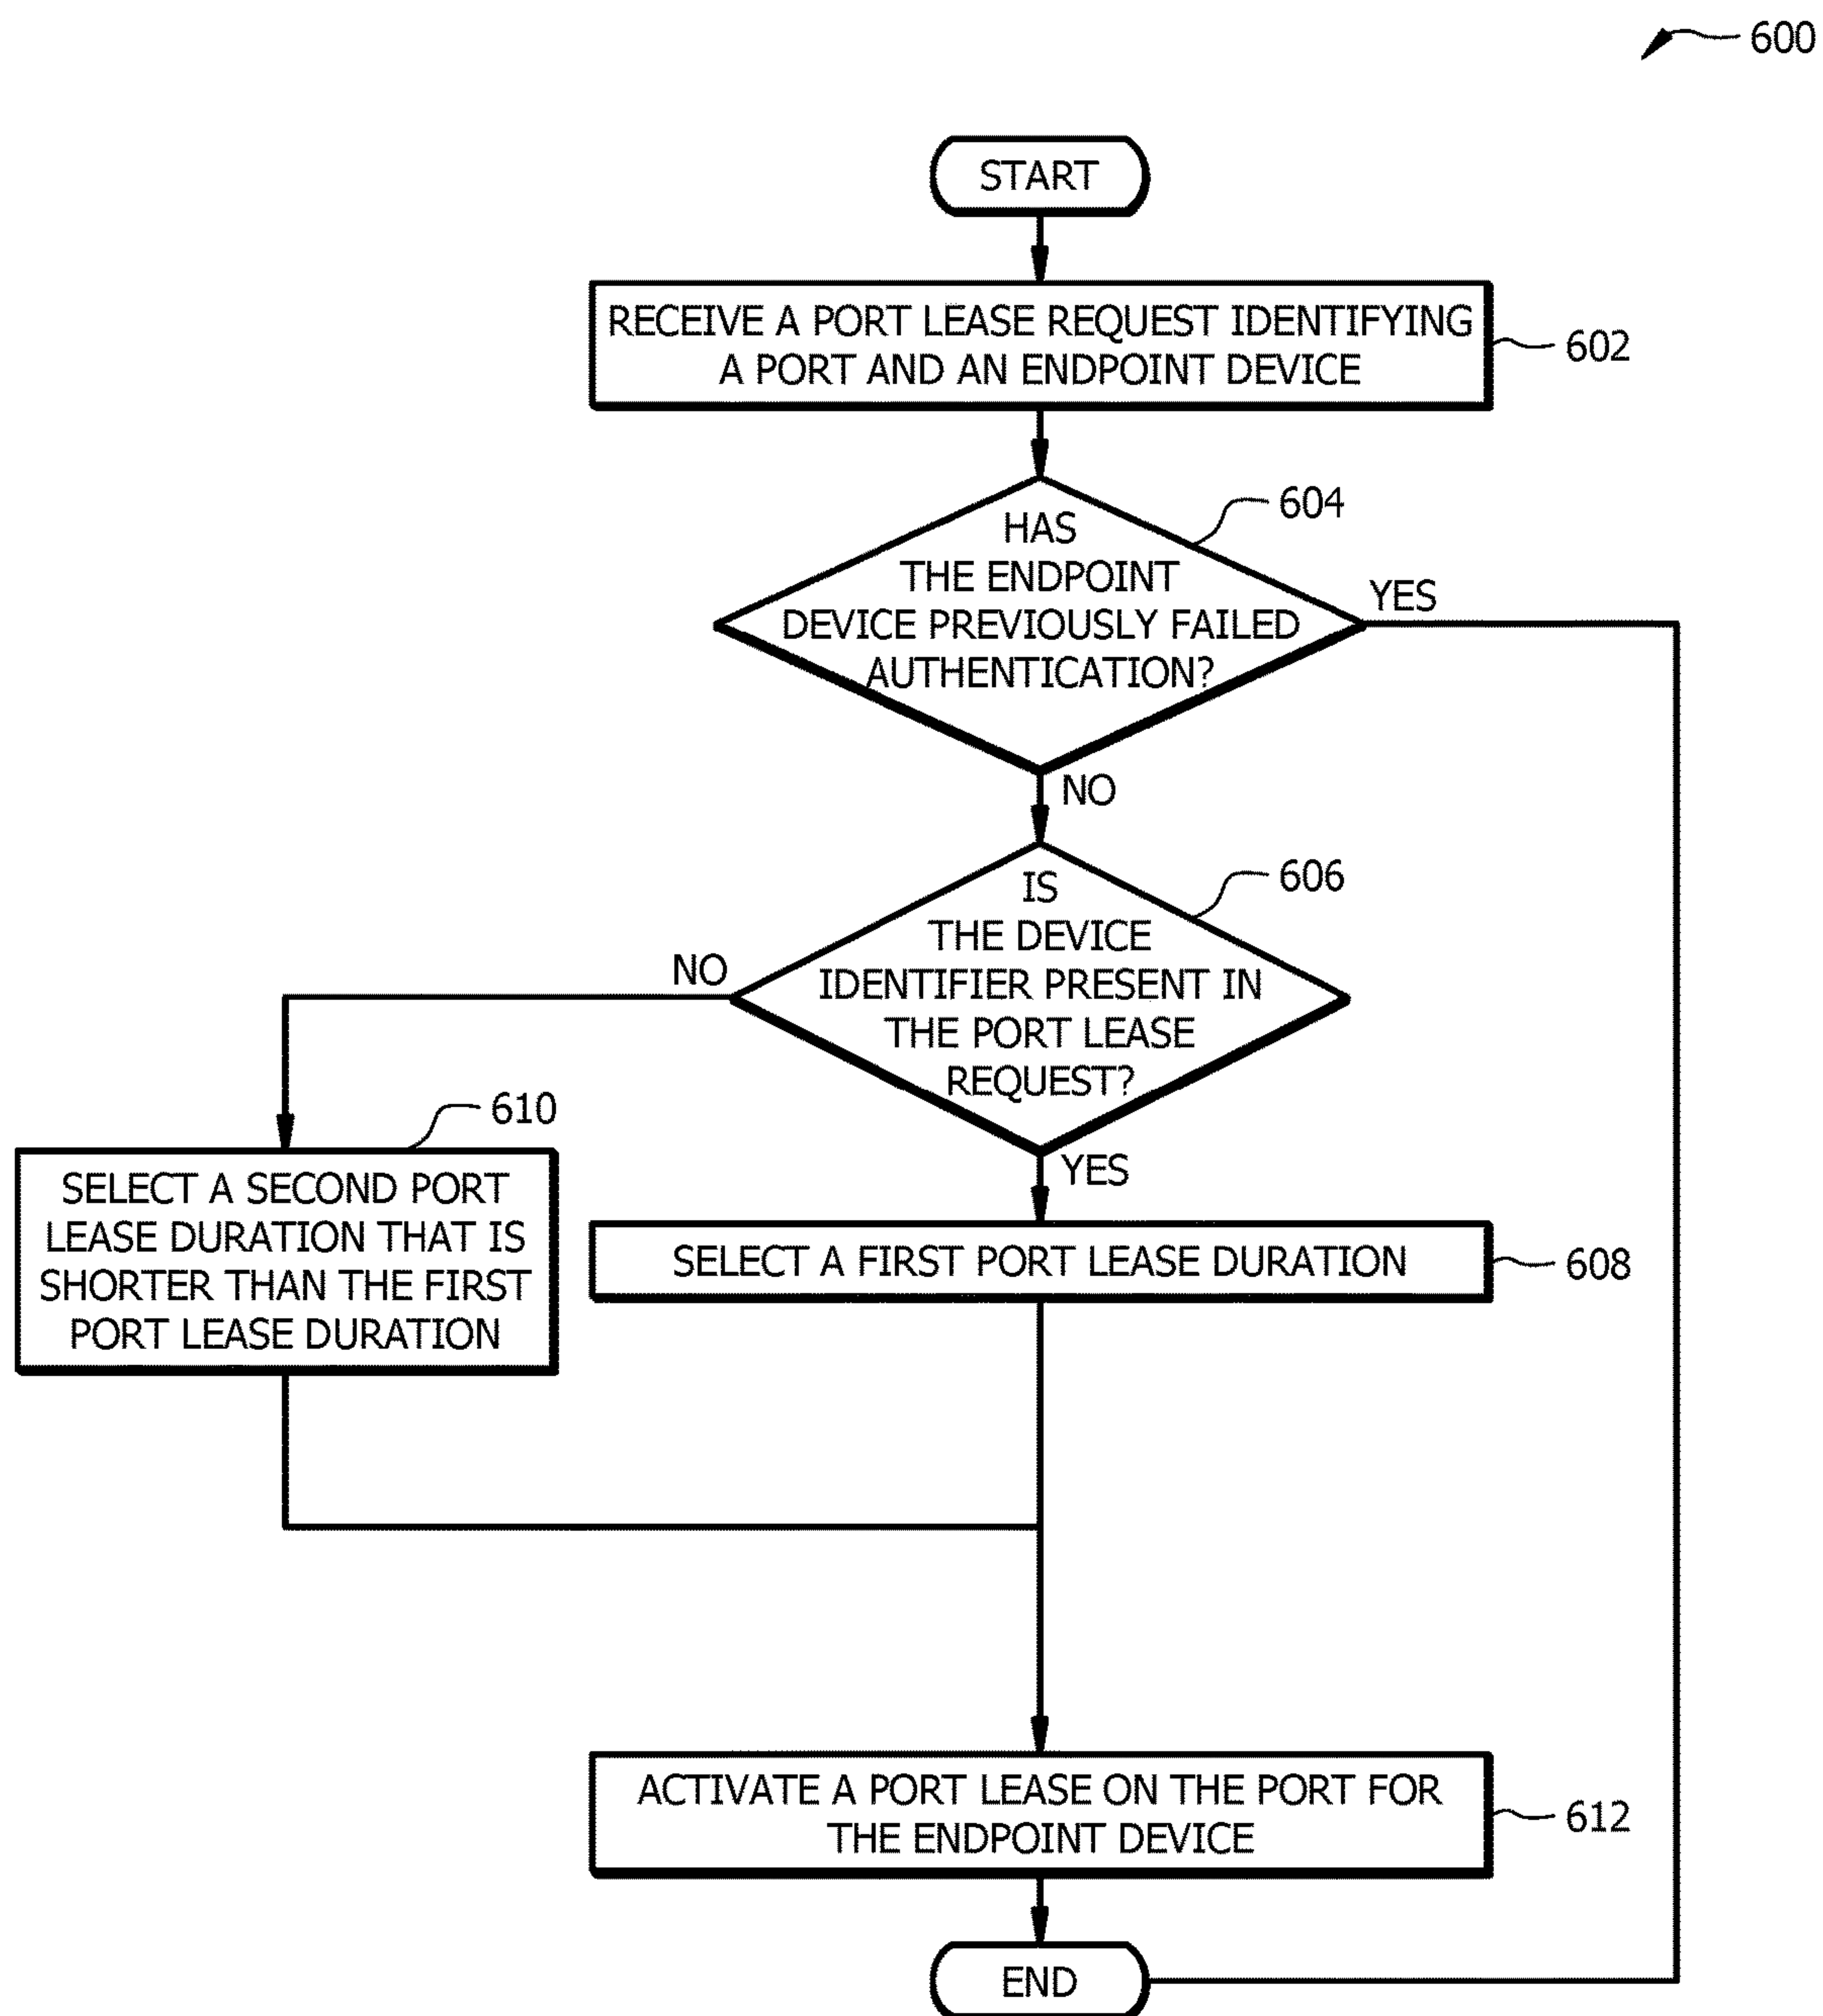 600
START
RECEIVE A PORT LEASE REQUEST IDENTIFYING
A PORT AND AN ENDPOINT DEVICE
602
604
HAS
THE ENDPOINT
DEVICE PREVIOUSLY FAILED
AUTHENTICATION?
YES
NO
606
IS
THE DEVICE
IDENTIFIER PRESENT IN
THE PORT LEASE
REQUEST?
NO
YES
610
SELECT A SECOND PORT
LEASE DURATION THAT IS
SHORTER THAN THE FIRST
PORT LEASE DURATION
SELECT A FIRST PORT LEASE DURATION
608
ACTIVATE A PORT LEASE ON THE PORT FOR
THE ENDPOINT DEVICE
612
END